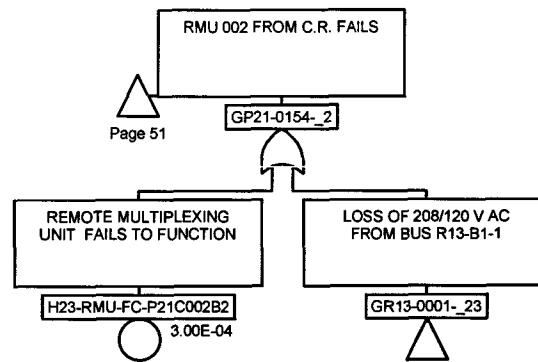 RMU 002 FROM C.R. FAILS
Page 51
GP21-0154-_2
REMOTE MULTIPLEXING
UNIT FAILS TO FUNCTION
LOSS OF 208/120 V AC
FROM BUS R13-B1-1
H23-RMU-FC-P21C002B2
GR13-0001-_23
3.00E-04